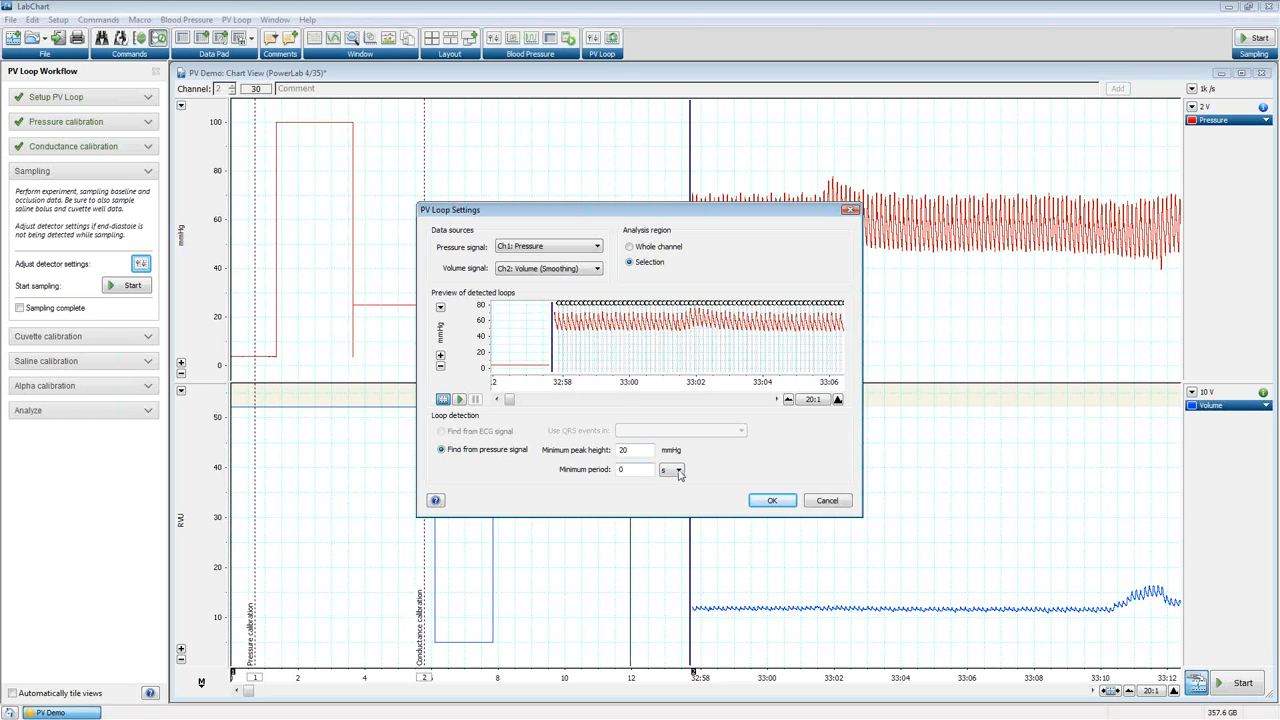 LabChart
File Edit Setup Commands Macro Blood Pressure PV Loop Window Help
File Commands Data Pad Comments Window Layout Blood Pressure PV Loop
Start
Sampling
PV Loop Workflow
Setup PV Loop
Pressure calibration
Conductance calibration
Sampling
Perform experiment, sampling baseline and
occlusion data. Be sure to also sample
saline bolus and cuvette well data.
Adjust detector settings if end-diastole is
not being detected while sampling.
Adjust detector settings:
Start sampling: Start
Sampling complete
Cuvette calibration
Saline calibration
Alpha calibration
Analyze
Automatically tile views
PV Demo: Chart View (PowerLab 4/35)*
Channel: 2 30 Comment Add
1k /s
2 V
Pressure
10 V
Volume
100
80
60
40
20
0
mmHg
50
40
30
20
10
RVU
Pressure calibration
Conductance calibration
PV Loop Settings
Data sources
Pressure signal: Ch1: Pressure
Volume signal: Ch2: Volume (Smoothing)
Analysis region
Whole channel
Selection
Preview of detected loops
80
60
40
20
0
mmHg
:2 32:58 33:00 33:02 33:04 33:06
20:1
Loop detection
Find from ECG signal Use QRS events in:
Find from pressure signal Minimum peak height: 20 mmHg
Minimum period: 0 s
OK Cancel
M 1 2 4 2 8 12 32:58 33:00 33:02 33:04 33:06 33:08 33:10 33:12
20:1
Start
PV Demo
357.6 GB